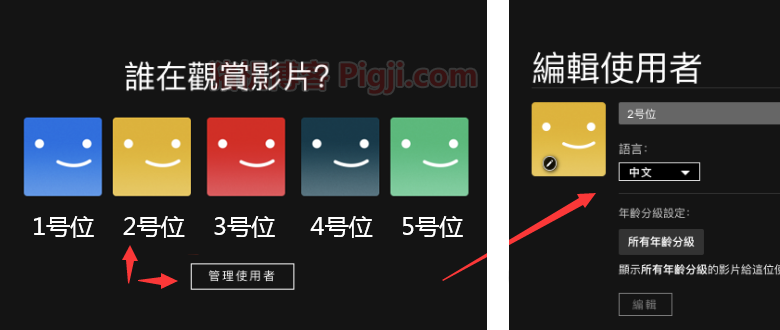 誰在觀賞影片?
Pigji.com
1号位
2号位
3号位
4号位
5号位
管理使用者
編輯使用者
2号位
語言:
中文
年齡分級設定:
所有年齡分級
顯示所有年齡分級的影片給這位使
編輯